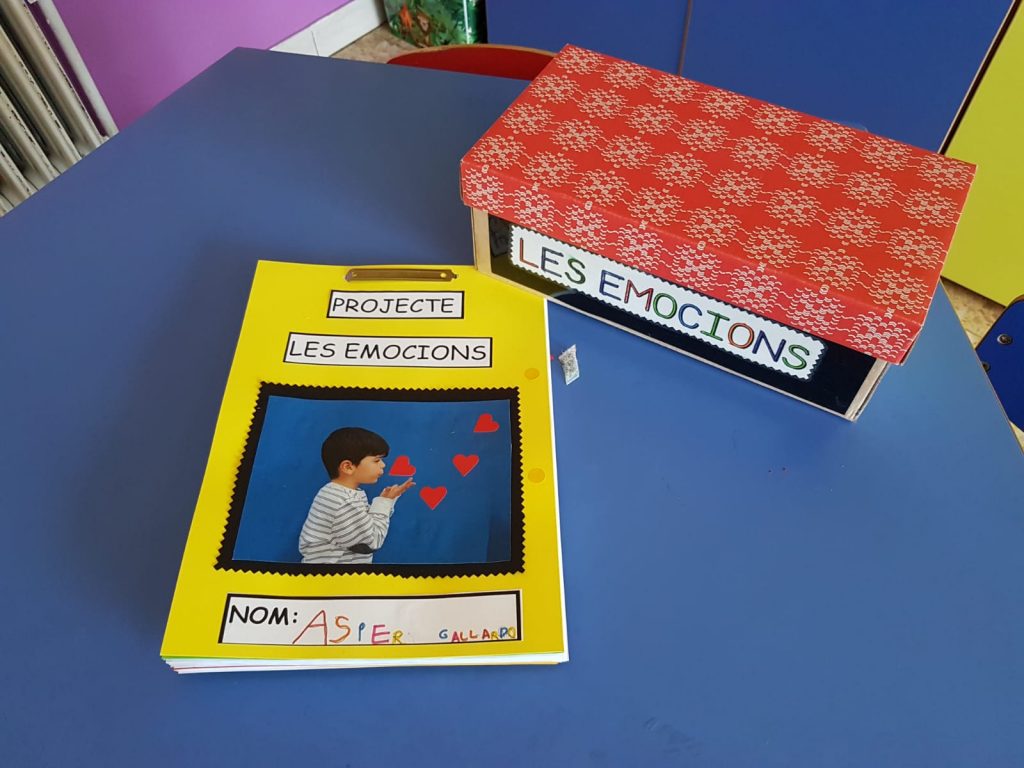 PROJECTE
LES EMOCIONS
NOM: ASIER GALLARDO
LES EMOCIONS